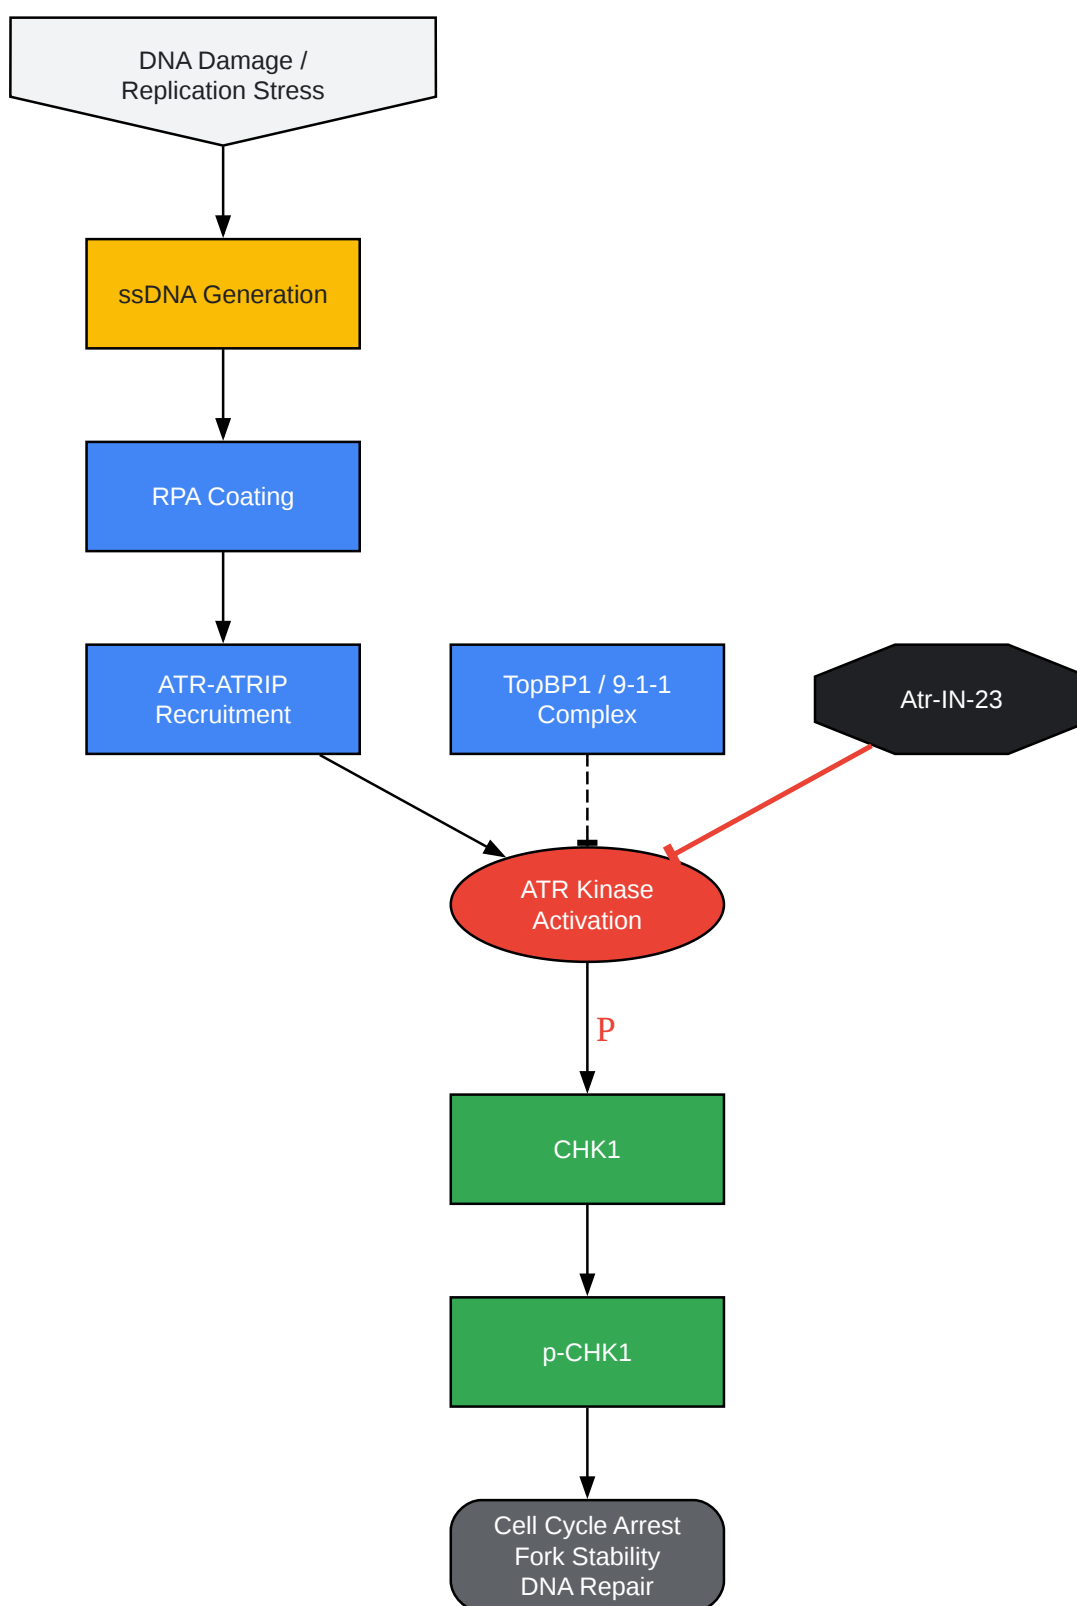 DNA Damage /
Replication Stress
ssDNA Generation
RPA Coating
ATR-ATRIP
Recruitment
TopBP1 / 9-1-1
Complex
Atr-IN-23
ATR Kinase
Activation
P
CHK1
p-CHK1
Cell Cycle Arrest
Fork Stability
DNA Repair